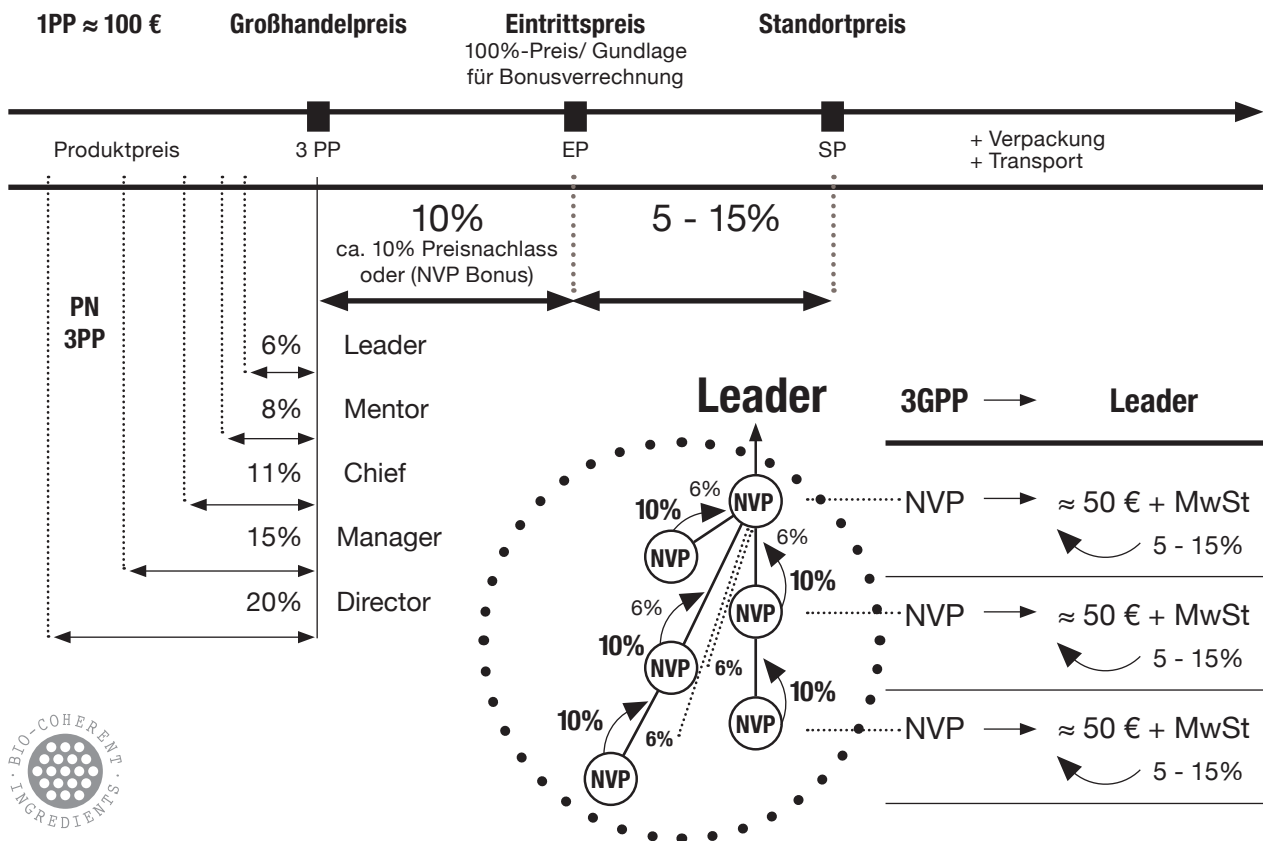 1PP ≈ 100 €
Großhandelpreis
Eintrittspreis
100%-Preis/ Gundlage
für Bonusverrechnung
Standortpreis
Produktpreis
3 PP
EP
SP
+ Verpackung
+ Transport
10%
ca. 10% Preisnachlass
oder (NVP Bonus)
5 - 15%
PN
3PP
6% Leader
8% Mentor
11% Chief
15% Manager
20% Director
Leader
6%
NVP
10%
NVP
6%
10%
NVP
6%
10%
NVP
6%
10%
NVP
10%
6%
NVP
3GPP
Leader
NVP
≈ 50 € + MwSt
5 - 15%
NVP
≈ 50 € + MwSt
5 - 15%
NVP
≈ 50 € + MwSt
5 - 15%
· BIO-COHERENT ·
INGREDIENTS